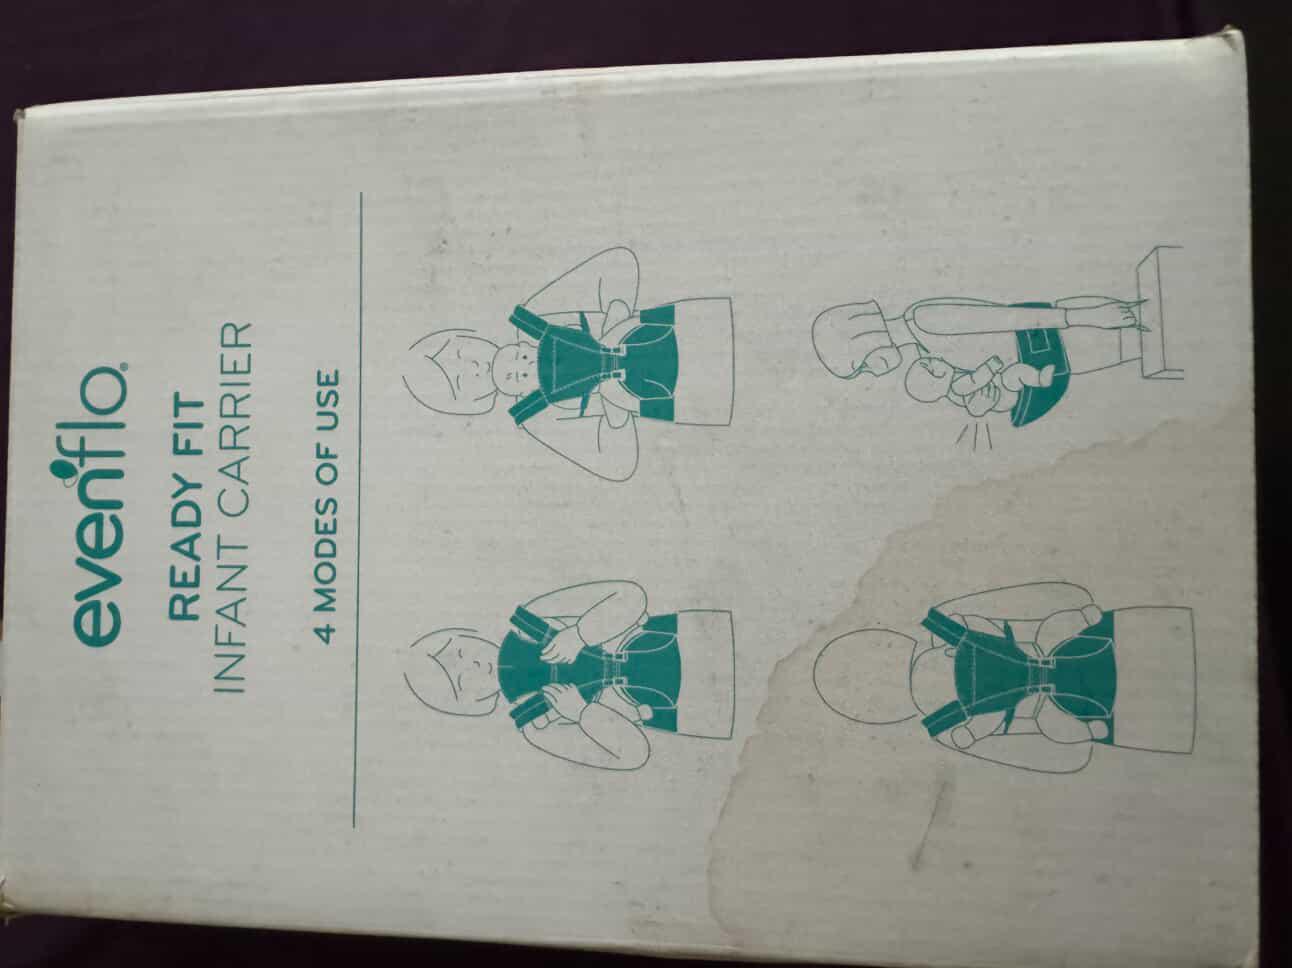 evenflo®
READY FIT
INFANT CARRIER
4 MODES OF USE